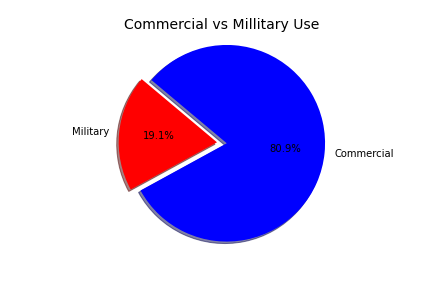 Commercial vs Millitary Use
Military
19.1%
80.9%
Commercial